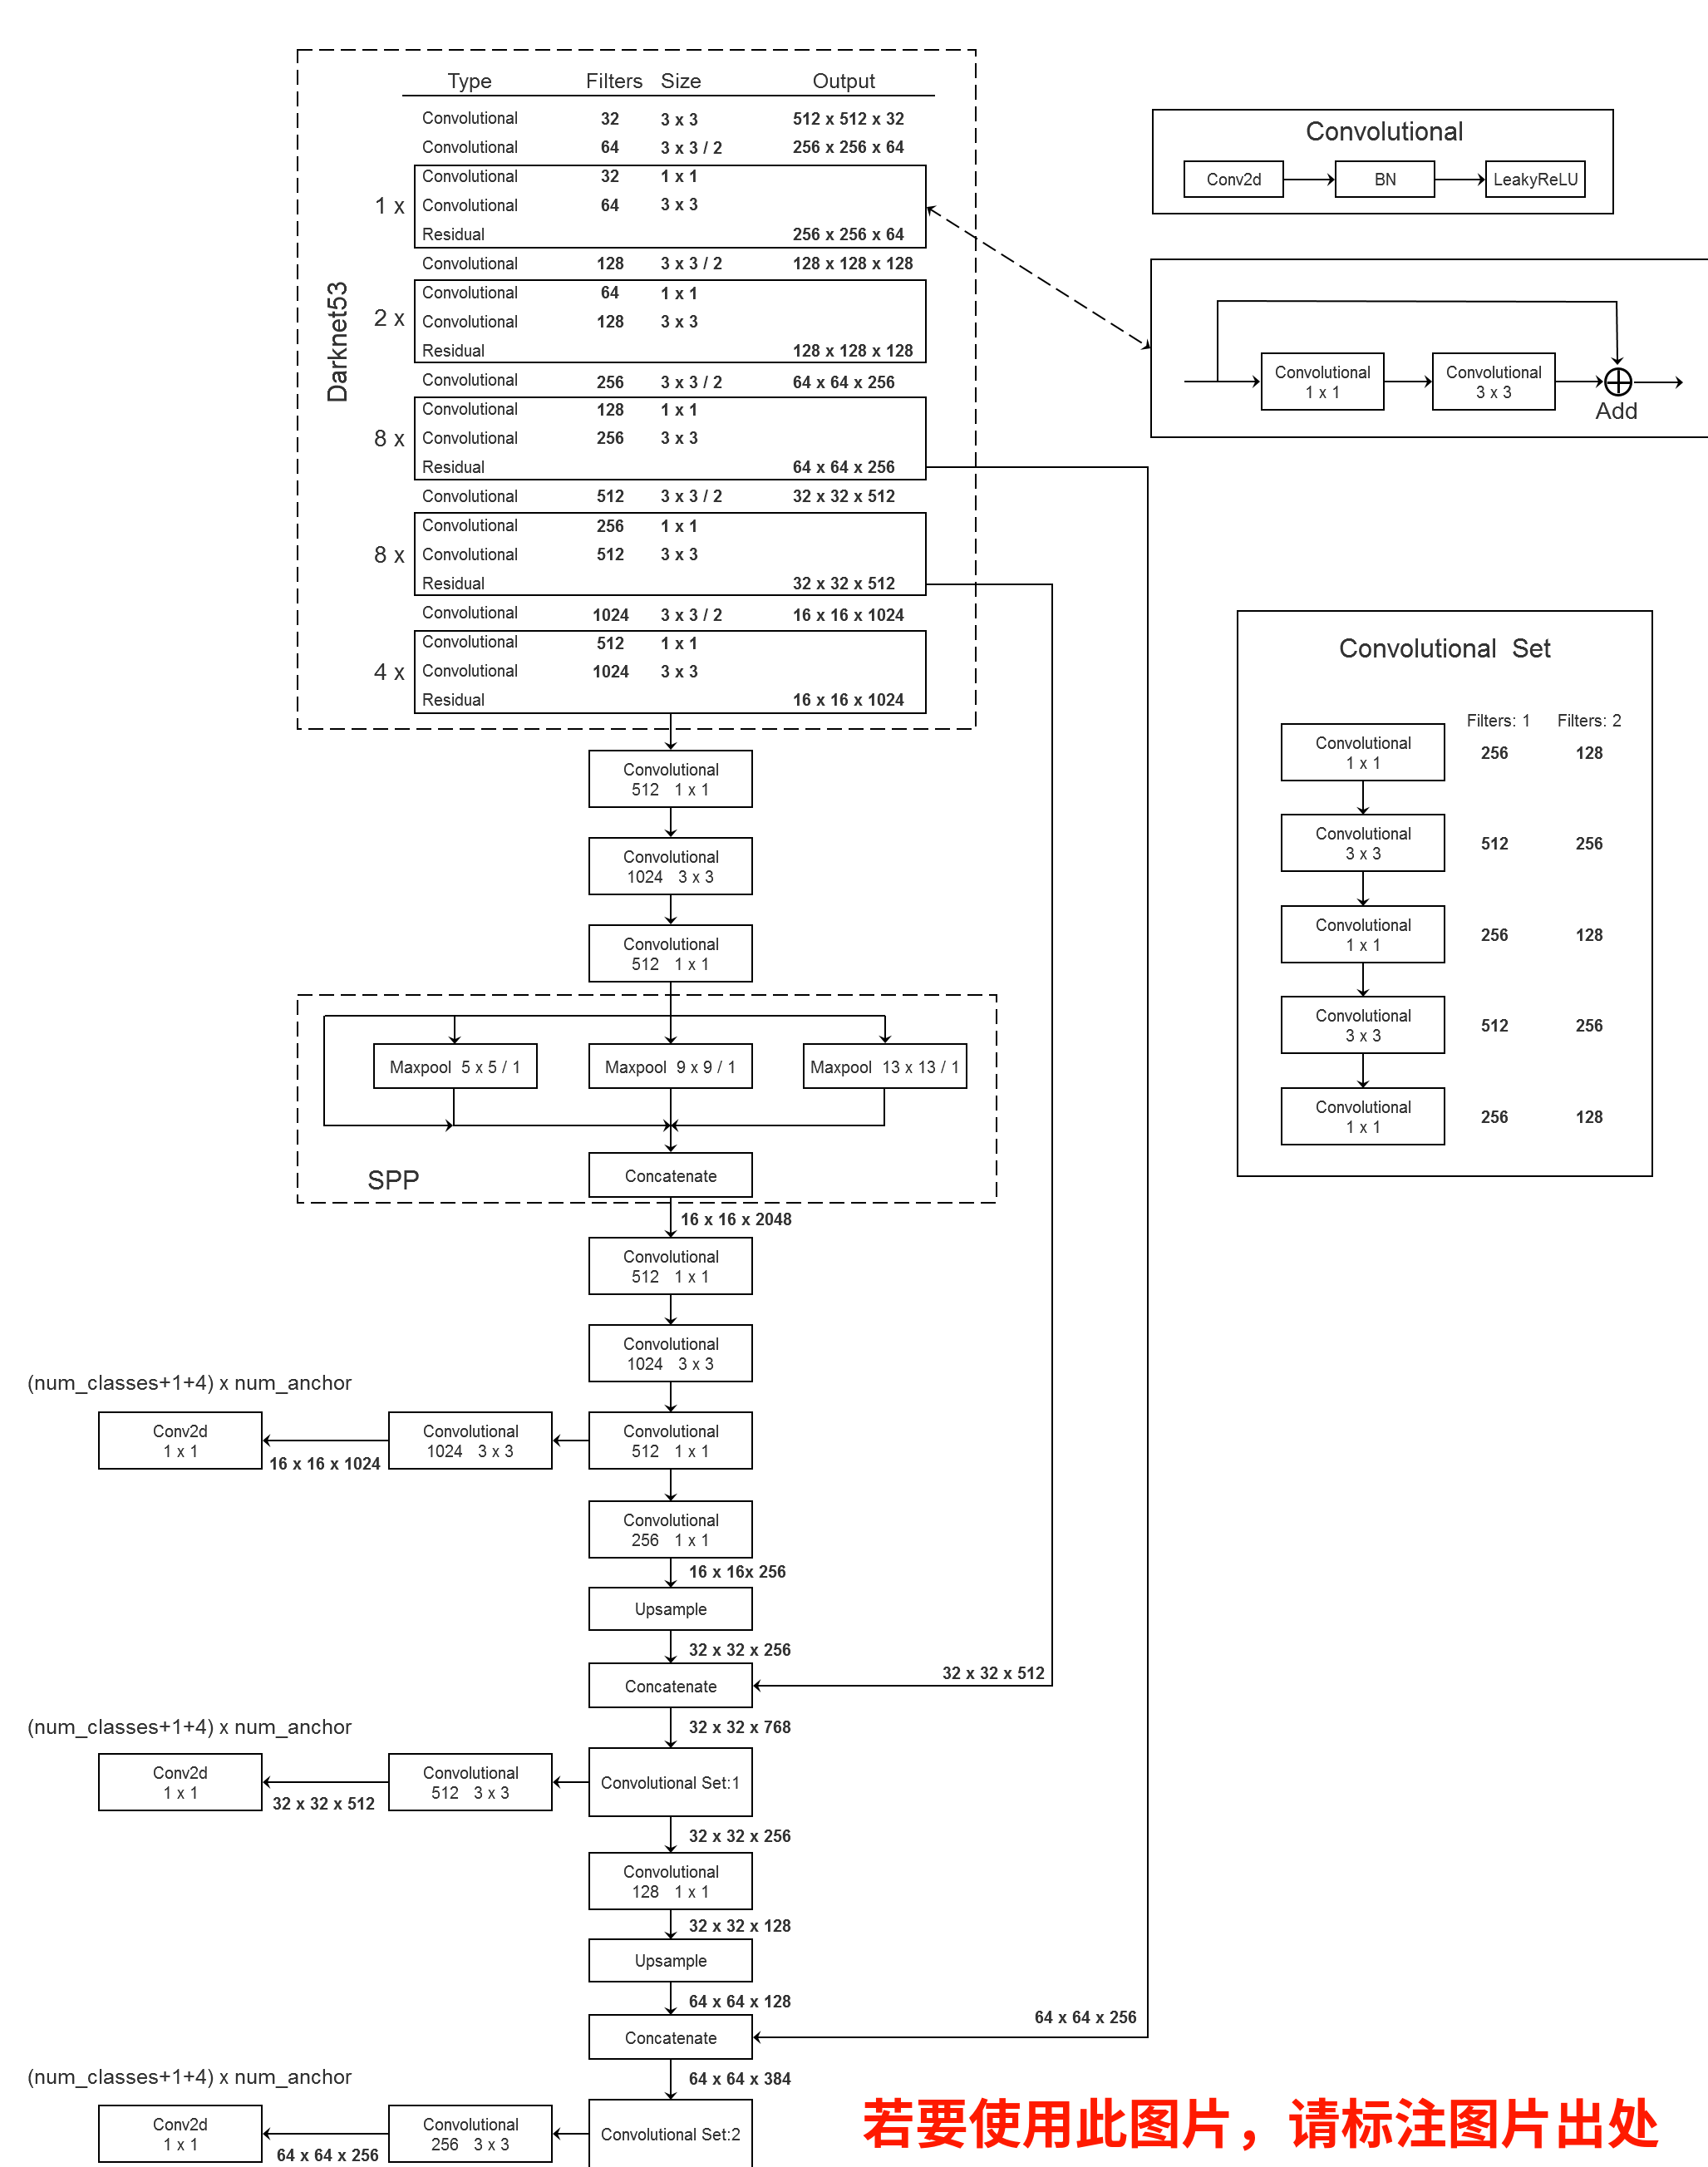 Type Filters Size Output
Convolutional 32 3 x 3 512 x 512 x 32
Convolutional 64 3 x 3 / 2 256 x 256 x 64
Convolutional 32 1 x 1
1 x Convolutional 64 3 x 3
Residual 256 x 256 x 64
Convolutional 128 3 x 3 / 2 128 x 128 x 128
Convolutional 64 1 x 1
2 x Convolutional 128 3 x 3
Residual 128 x 128 x 128
Convolutional 256 3 x 3 / 2 64 x 64 x 256
Convolutional 128 1 x 1
8 x Convolutional 256 3 x 3
Residual 64 x 64 x 256
Convolutional 512 3 x 3 / 2 32 x 32 x 512
Convolutional 256 1 x 1
8 x Convolutional 512 3 x 3
Residual 32 x 32 x 512
Convolutional 1024 3 x 3 / 2 16 x 16 x 1024
Convolutional 512 1 x 1
4 x Convolutional 1024 3 x 3
Residual 16 x 16 x 1024
Darknet53
Convolutional
Conv2d BN LeakyReLU
Convolutional
1 x 1
Convolutional
3 x 3
Add
Convolutional Set
Filters: 1 Filters: 2
Convolutional
1 x 1
256 128
Convolutional
3 x 3
512 256
Convolutional
1 x 1
256 128
Convolutional
3 x 3
512 256
Convolutional
1 x 1
256 128
Convolutional
512 1 x 1
Convolutional
1024 3 x 3
Convolutional
512 1 x 1
Maxpool 5 x 5 / 1
Maxpool 9 x 9 / 1
Maxpool 13 x 13 / 1
SPP
Concatenate
16 x 16 x 2048
Convolutional
512 1 x 1
Convolutional
1024 3 x 3
(num_classes+1+4) x num_anchor
Conv2d
1 x 1
16 x 16 x 1024
Convolutional
1024 3 x 3
Convolutional
512 1 x 1
Convolutional
256 1 x 1
16 x 16x 256
Upsample
32 x 32 x 256
Concatenate
32 x 32 x 512
32 x 32 x 768
(num_classes+1+4) x num_anchor
Conv2d
1 x 1
32 x 32 x 512
Convolutional
512 3 x 3
Convolutional Set:1
32 x 32 x 256
Convolutional
128 1 x 1
32 x 32 x 128
Upsample
64 x 64 x 128
Concatenate
64 x 64 x 256
64 x 64 x 384
(num_classes+1+4) x num_anchor
Conv2d
1 x 1
64 x 64 x 256
Convolutional
256 3 x 3
Convolutional Set:2
若要使用此图片，请标注图片出处